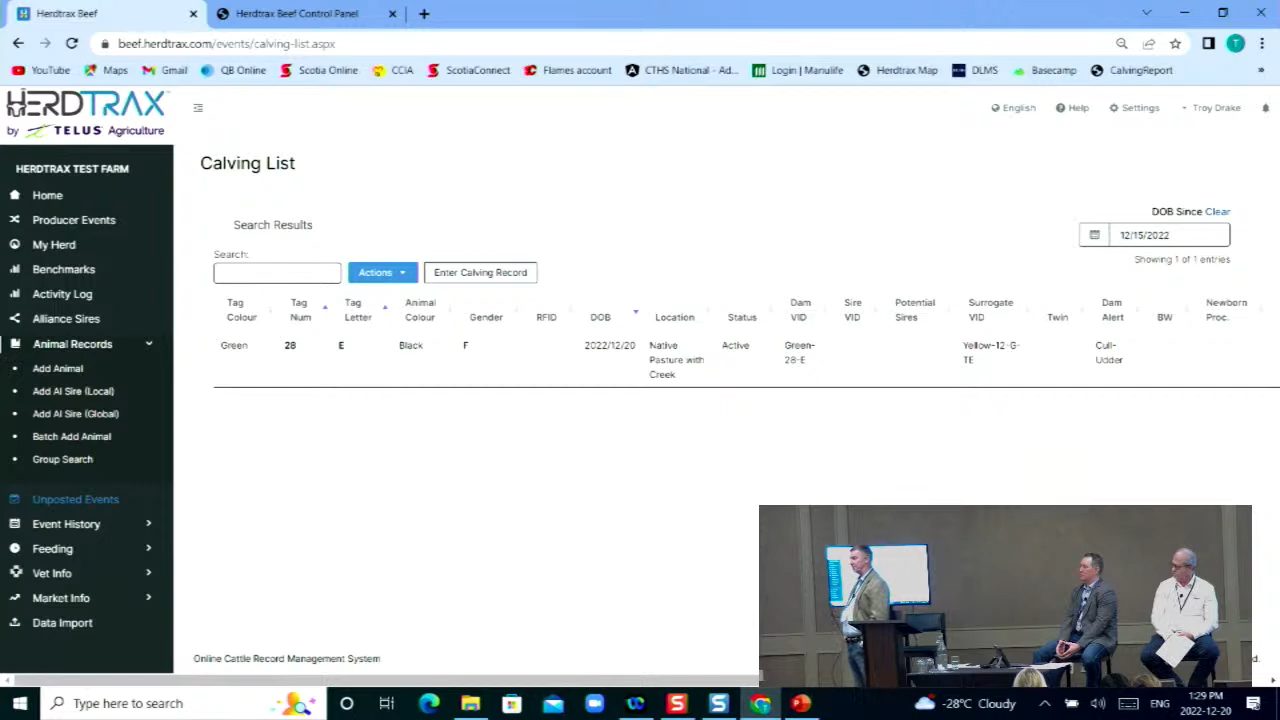 Herdtrax Beef
Herdtrax Beef Control Panel
beef.herdtrax.com/events/calving-list.aspx
YouTube Maps Gmail QB Online Scotia Online CCIA ScotiaConnect Flames account CTHS National - Ad... Login | Manulife Herdtrax Map DLMS Basecamp CalvingReport »
HERDTRAX
by TELUS Agriculture
English Help Settings Troy Drake
HERDTRAX TEST FARM
Home
Producer Events
My Herd
Benchmarks
Activity Log
Alliance Sires
Animal Records
Add Animal
Add AI Sire (Local)
Add AI Sire (Global)
Batch Add Animal
Group Search
Unposted Events
Event History
Feeding
Vet Info
Market Info
Data Import
Calving List
Search Results
DOB Since Clear
12/15/2022
Showing 1 of 1 entries
Search:
Actions
Enter Calving Record
Tag Colour
Tag Num
Tag Letter
Animal Colour
Gender
RFID
DOB
Location
Status
Dam VID
Sire VID
Potential Sires
Surrogate VID
Twin
Dam Alert
BW
Newborn Proc.
Green 28 E Black F 2022/12/20 Native Active Green- Yellow-12-G- Cull-
Pasture with 28-E TE Udder
Creek
Online Cattle Record Management System
d.
Type here to search
-28°C Cloudy
ENG
1:29 PM
2022-12-20